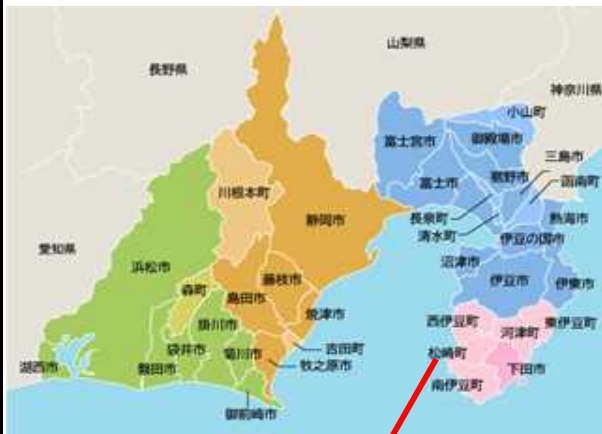 山梨県
長野県
神奈川県
小山町
富士宮市
御殿場市
三島市
裾野市
函南町
富士市
川根本町
長泉町
熱海市
静岡市
清水町
伊豆の国市
愛知県
沼津市
浜松市
伊豆市
伊東市
藤枝市
森町
島田市
焼津市
西伊豆町
東伊豆町
掛川市
河津町
袋井市
吉田町
松崎町
菊川市
湖西市
磐田市
牧之原市
下田市
南伊豆町
御前崎市